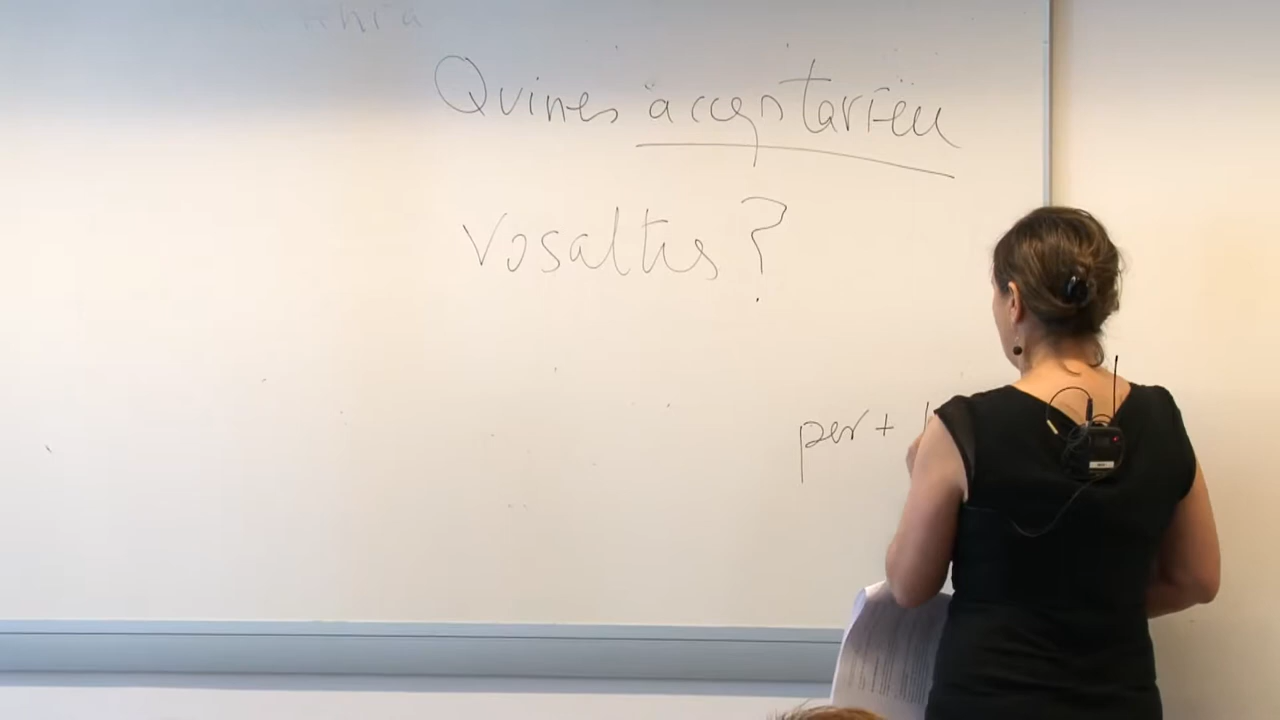 Quines acceptaríeu
vosaltres?
per +